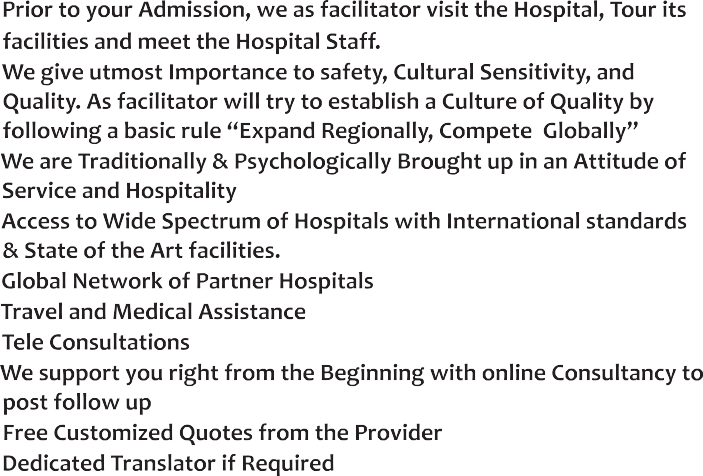 Prior to your Admission, we as facilitator visit the Hospital, Tour its
facilities and meet the Hospital Staff.
We give utmost Importance to safety, Cultural Sensitivity, and
Quality. As facilitator will try to establish a Culture of Quality by
following a basic rule “Expand Regionally, Compete  Globally”
We are Traditionally & Psychologically Brought up in an Attitude of
Service and Hospitality
Access to Wide Spectrum of Hospitals with International standards
& State of the Art facilities.
Global Network of Partner Hospitals
Travel and Medical Assistance
Tele Consultations
We support you right from the Beginning with online Consultancy to
post follow up
Free Customized Quotes from the Provider
Dedicated Translator if Required